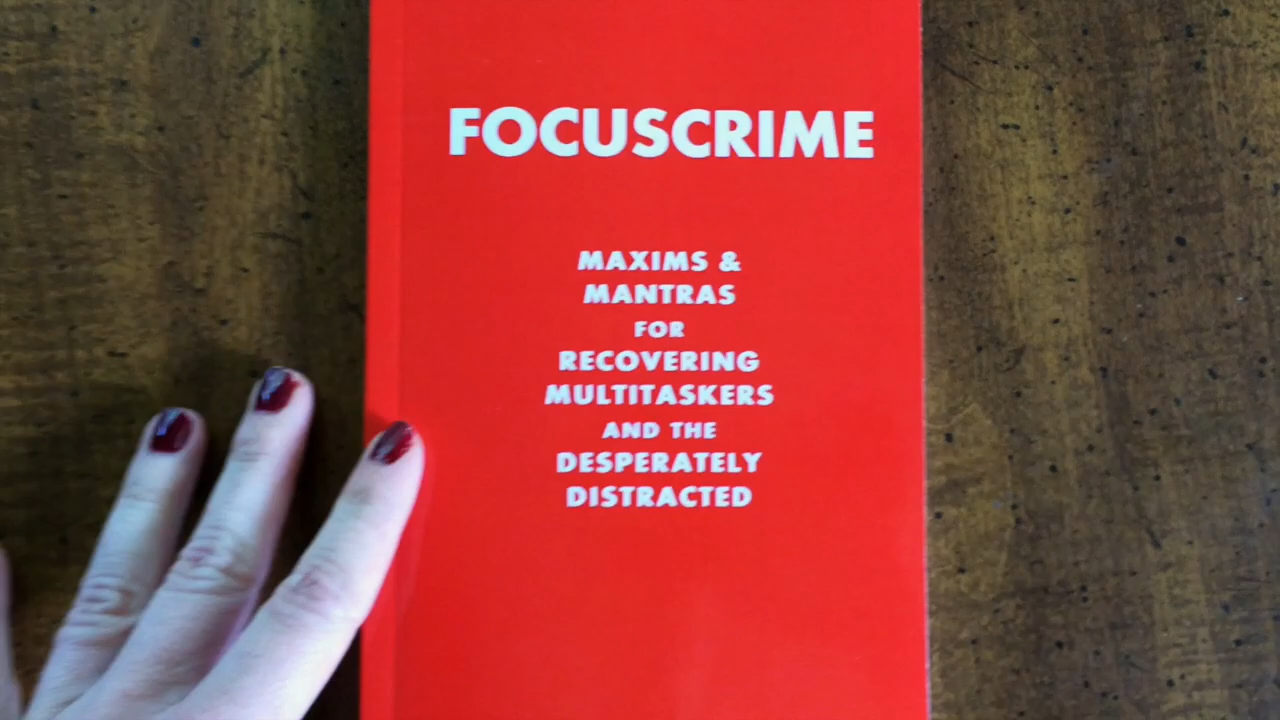 FOCUSCRIME
MAXIMS &
MANTRAS
FOR
RECOVERING
MULTITASKERS
AND THE
DESPERATELY
DISTRACTED